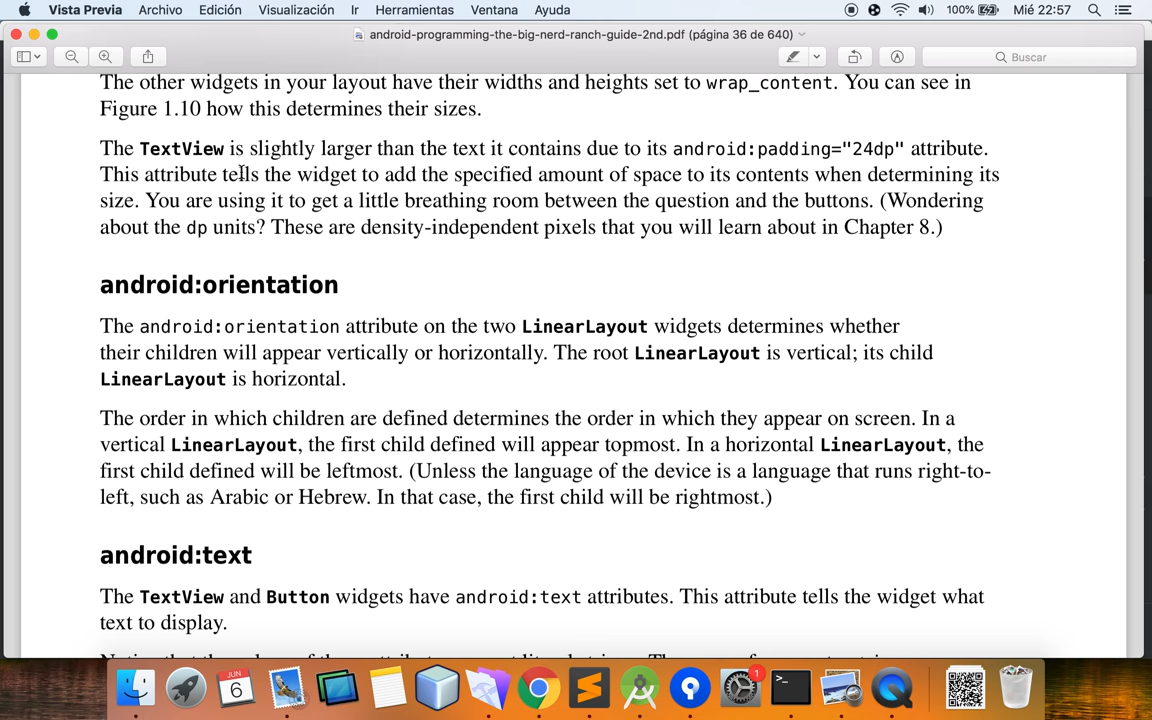 Vista Previa Archivo Edición Visualización Ir Herramientas Ventana Ayuda 100% Mié 22:57
android-programming-the-big-nerd-ranch-guide-2nd.pdf (página 36 de 640)
Buscar
The other widgets in your layout have their widths and heights set to wrap_content. You can see in
Figure 1.10 how this determines their sizes.
The TextView is slightly larger than the text it contains due to its android:padding="24dp" attribute.
This attribute tells the widget to add the specified amount of space to its contents when determining its
size. You are using it to get a little breathing room between the question and the buttons. (Wondering
about the dp units? These are density-independent pixels that you will learn about in Chapter 8.)
android:orientation
The android:orientation attribute on the two LinearLayout widgets determines whether
their children will appear vertically or horizontally. The root LinearLayout is vertical; its child
LinearLayout is horizontal.
The order in which children are defined determines the order in which they appear on screen. In a
vertical LinearLayout, the first child defined will appear topmost. In a horizontal LinearLayout, the
first child defined will be leftmost. (Unless the language of the device is a language that runs right-to-
left, such as Arabic or Hebrew. In that case, the first child will be rightmost.)
android:text
The TextView and Button widgets have android:text attributes. This attribute tells the widget what
text to display.
JUN
6
1
>_